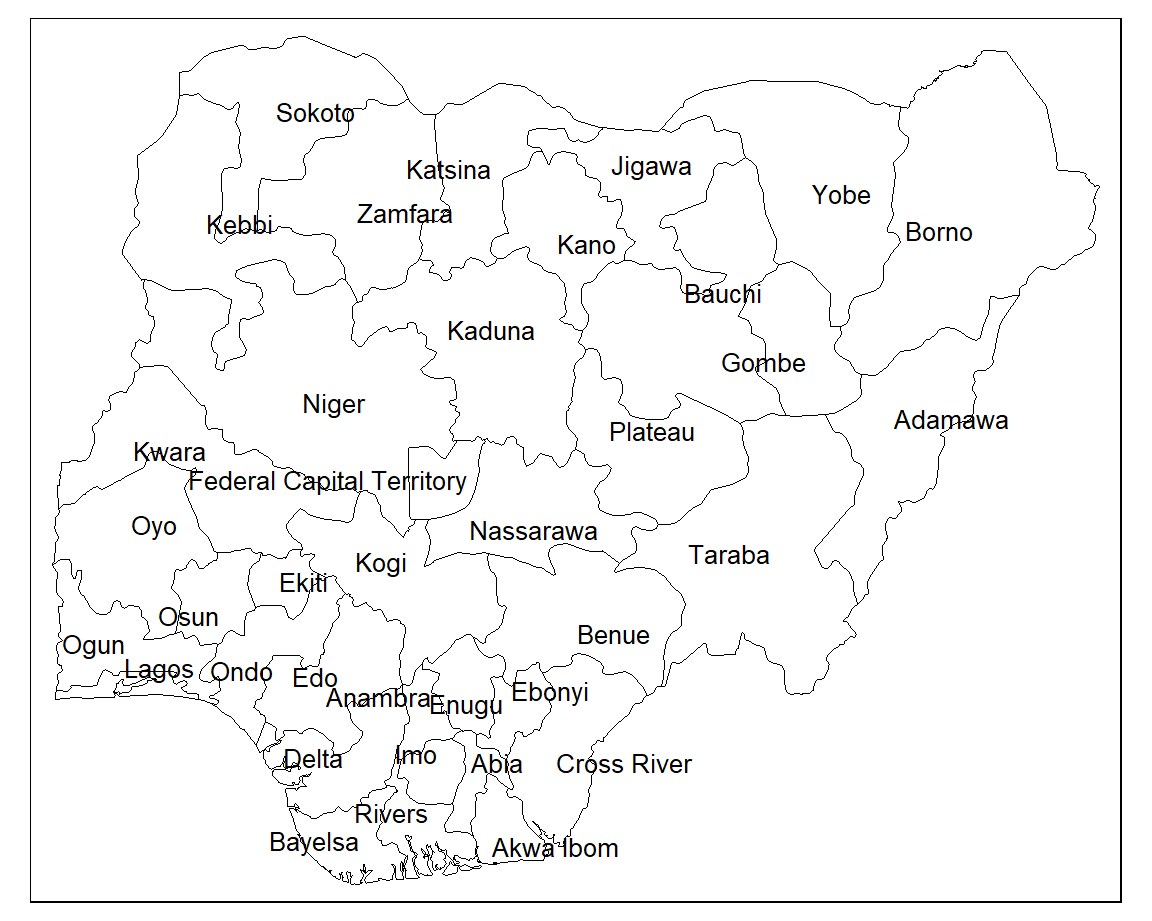 Sokoto
Katsina
Jigawa
Yobe
Zamfara
Kebbi
Borno
Kano
Bauchi
Kaduna
Gombe
Niger
Adamawa
Plateau
Kwara
Federal Capital Territory
Oyo
Nassarawa
Taraba
Kogi
Ekiti
Osun
Benue
Ogun
Lagos
Ondo
Edo
Anambra
Ebonyi
Enugu
Imo
Delta
Abia
Cross River
Rivers
Bayelsa
Akwa Ibom